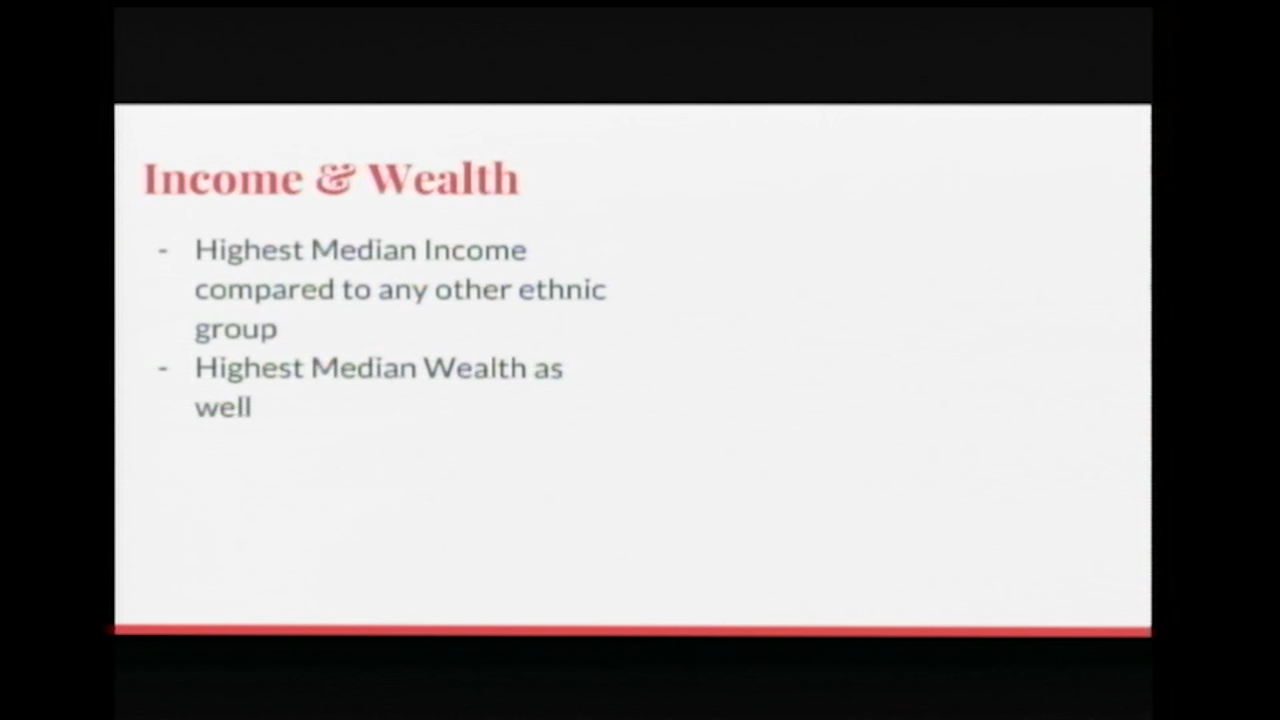 Income & Wealth
- Highest Median Income
compared to any other ethnic
group
- Highest Median Wealth as
well